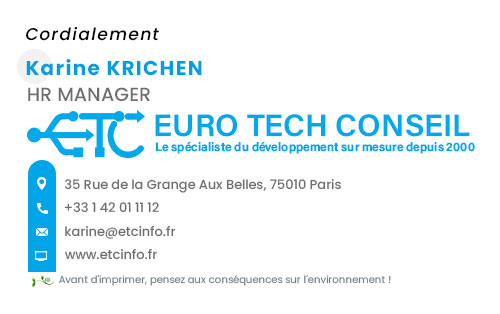 Cordialement
Karine KRICHEN
HR MANAGER
ETC EURO TECH CONSEIL
Le spécialiste du développement sur mesure depuis 2000
35 Rue de la Grange Aux Belles, 75010 Paris
+33 1 42 01 11 12
karine@etcinfo.fr
www.etcinfo.fr
Avant d'imprimer, pensez aux conséquences sur l'environnement !